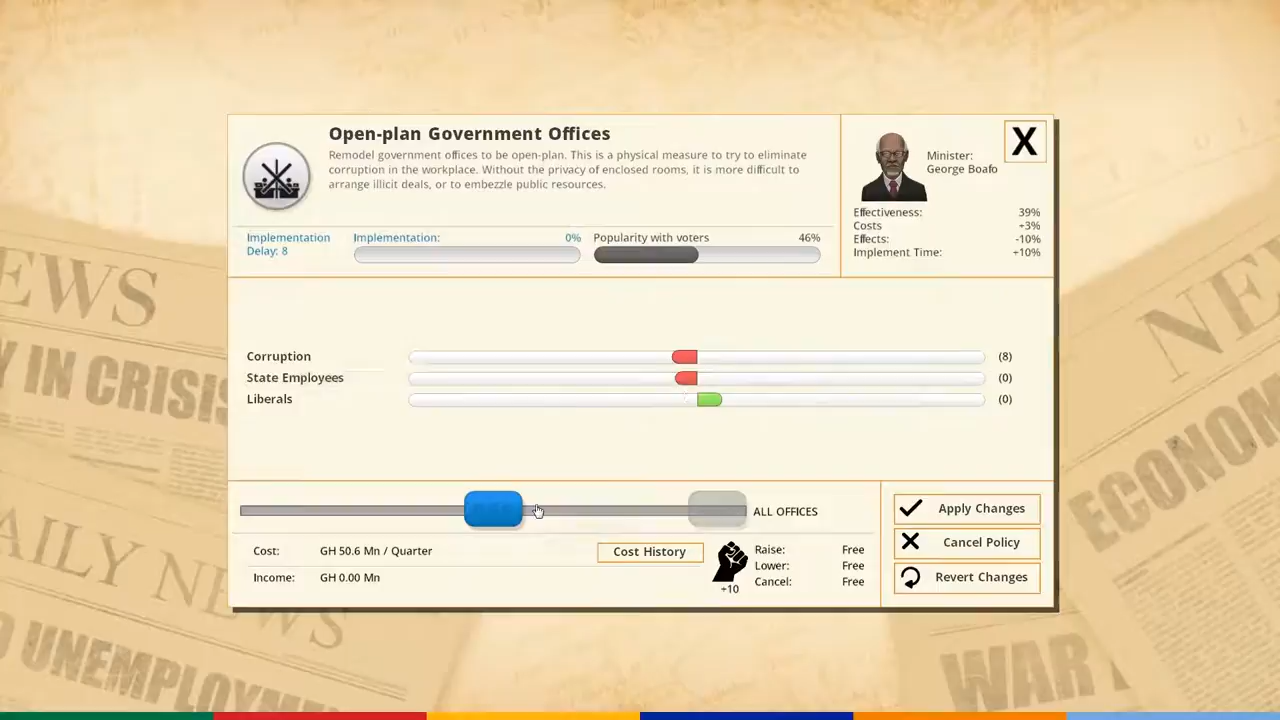 Open-plan Government Offices
Remodel government offices to be open-plan. This is a physical measure to try to eliminate
corruption in the workplace. Without the privacy of enclosed rooms, it is more difficult to
arrange illicit deals, or to embezzle public resources.
X
Minister:
George Boafo
Effectiveness: 39%
Costs +3%
Effects: -10%
Implement Time: +10%
Implementation
Delay: 8
Implementation: 0%
Popularity with voters 46%
Corruption (8)
State Employees (0)
Liberals (0)
ALL OFFICES
Cost: GH 50.6 Mn / Quarter
Income: GH 0.00 Mn
Cost History
+10
Raise: Free
Lower: Free
Cancel: Free
Apply Changes
Cancel Policy
Revert Changes
EWS
Y IN CRISIS
DAILY NEWS
UNEMPLOYM
NE
ECONOM
WAR